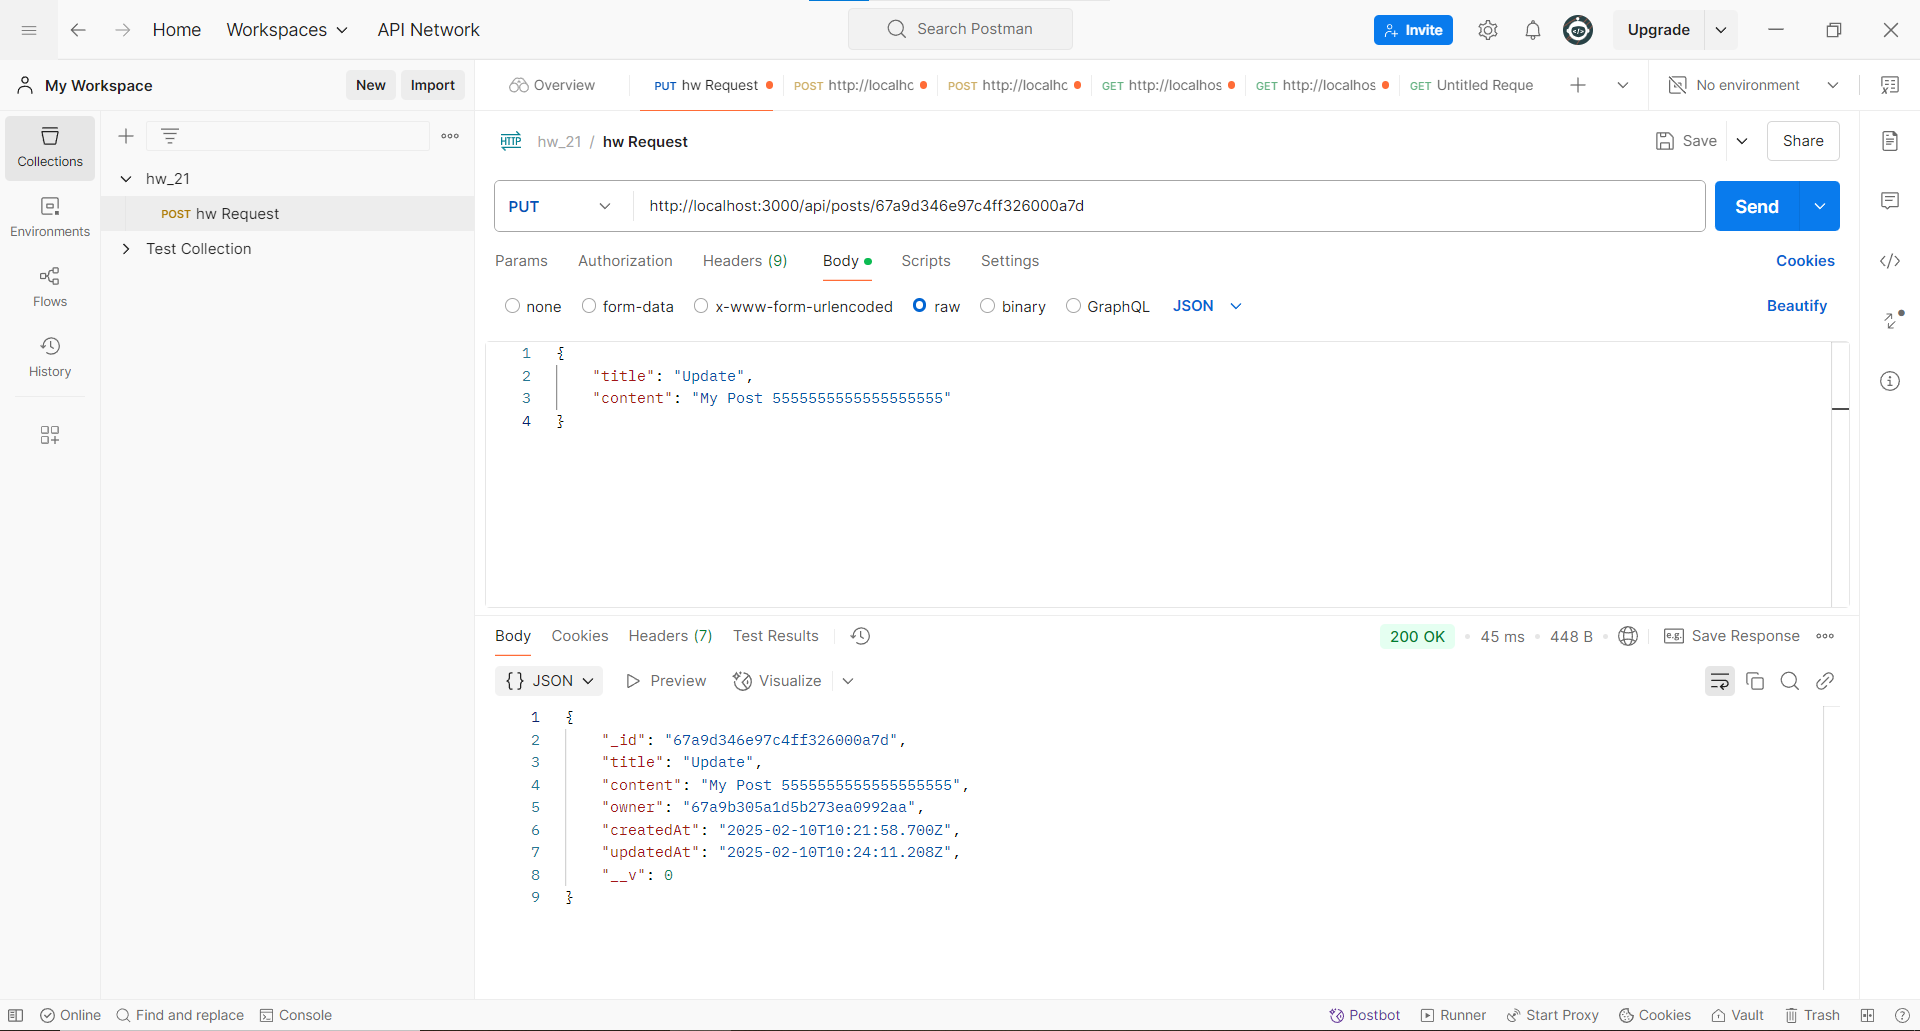 Home Workspaces API Network Search Postman Invite Upgrade
My Workspace New Import Overview PUT hw Request POST http://localhc POST http://localhc GET http://localhos GET http://localhos GET Untitled Reque No environment
Collections
Environments
Flows
History
hw_21
POST hw Request
Test Collection
HTTP hw_21 / hw Request Save Share
PUT http://localhost:3000/api/posts/67a9d346e97c4ff326000a7d Send
Params Authorization Headers (9) Body Scripts Settings Cookies
none form-data x-www-form-urlencoded raw binary GraphQL JSON Beautify
1 {
2 "title": "Update",
3 "content": "My Post 5555555555555555555"
4 }
Body Cookies Headers (7) Test Results 200 OK 45 ms 448 B e.g. Save Response
{} JSON Preview Visualize
1 {
2 "_id": "67a9d346e97c4ff326000a7d",
3 "title": "Update",
4 "content": "My Post 5555555555555555555",
5 "owner": "67a9b305a1d5b273ea0992aa",
6 "createdAt": "2025-02-10T10:21:58.700Z",
7 "updatedAt": "2025-02-10T10:24:11.208Z",
8 "__v": 0
9 }
Online Find and replace Console Postbot Runner Start Proxy Cookies Vault Trash